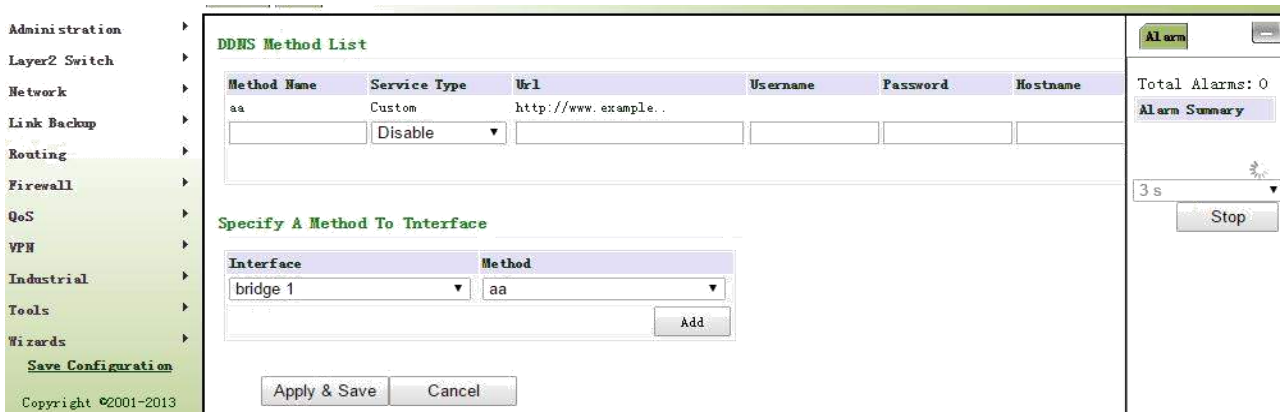 Administration
Layer2 Switch
Network
Link Backup
Routing
Firewall
QoS
VPN
Industrial
Tools
Wizards
Save Configuration
Copyright ©2001-2013
DDNS Method List
Method Name Service Type Url Username Password Hostname
aa Custom http://www.example..
Disable
Specify A Method To Tnterface
Interface Method
bridge 1 aa
Add
Apply & Save Cancel
Alarm
Total Alarms: 0
Alarm Summary
3 s
Stop